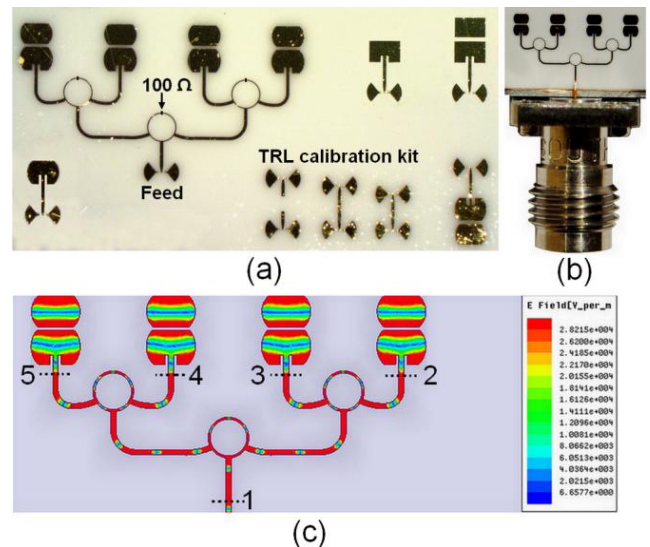 100 Ω
Feed
TRL calibration kit
(a)
(b)
5
4
3
2
1
E Field[V_per_m
2.8215e+004
2.6200e+004
2.4185e+004
2.2170e+004
2.0155e+004
1.8141e+004
1.6126e+004
1.4111e+004
1.2096e+004
1.0081e+004
8.0662e+003
6.0513e+003
4.0364e+003
2.0215e+003
6.6577e+000
(c)